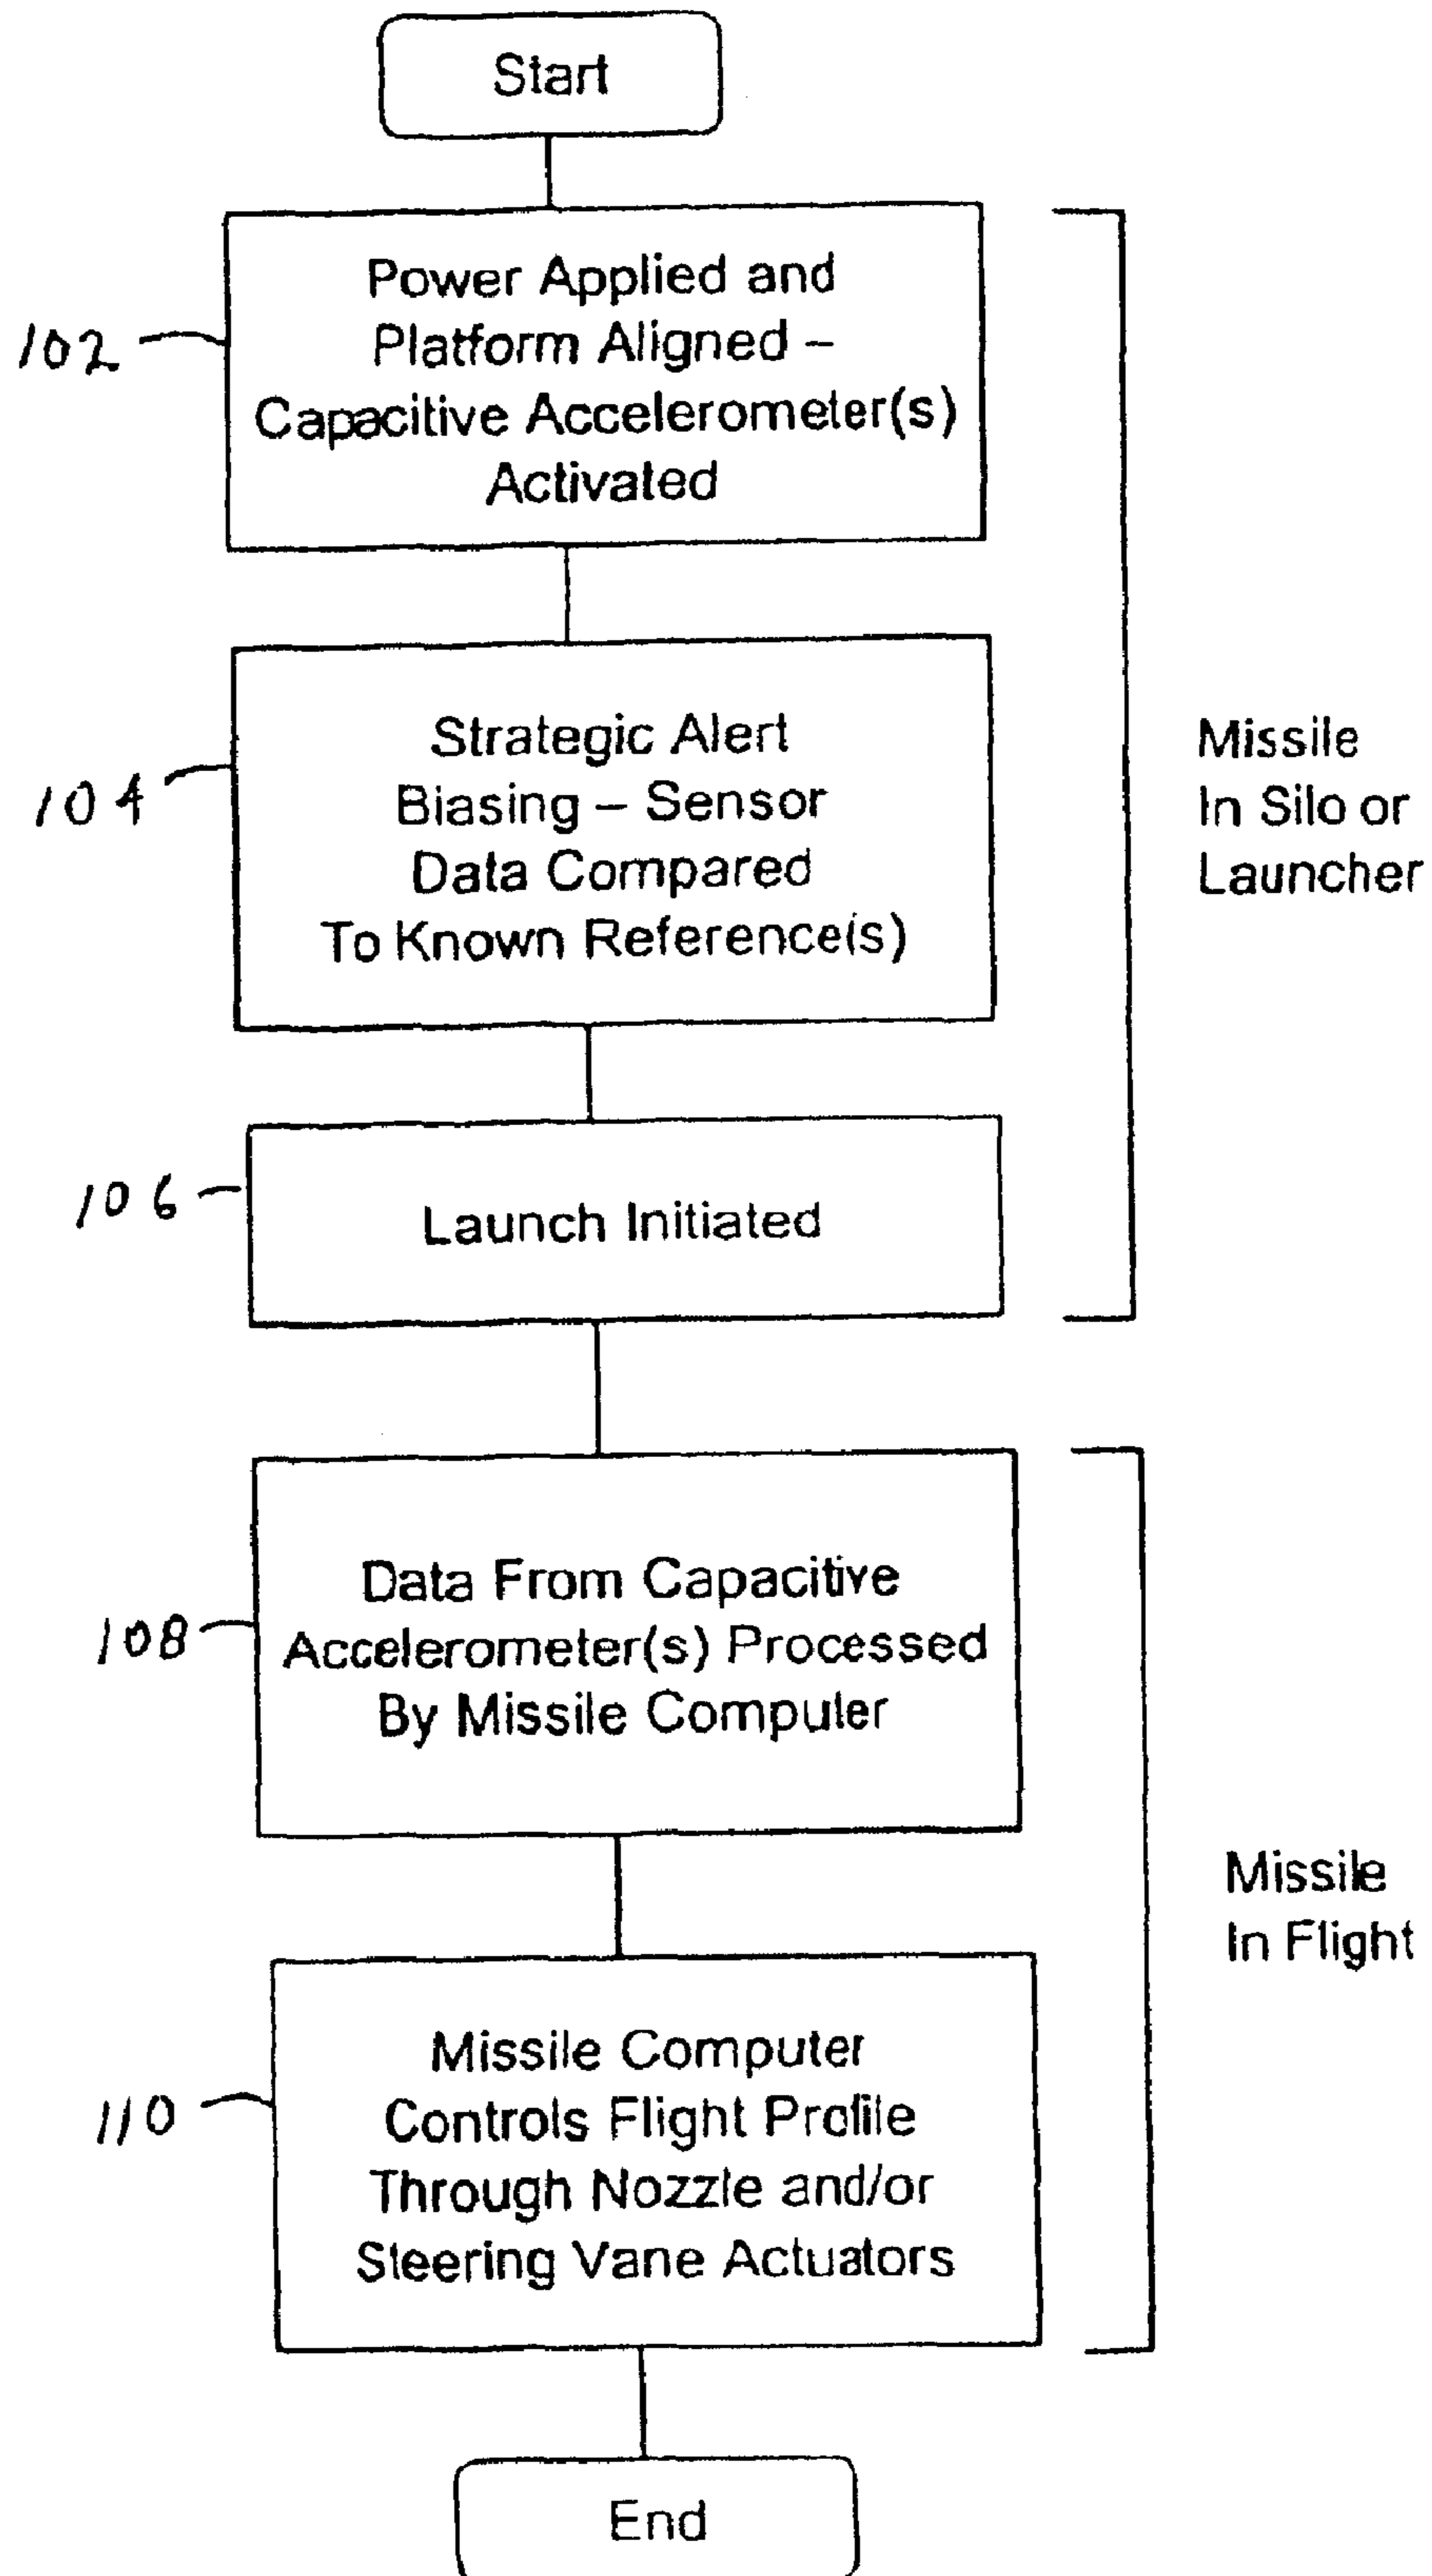 Start
Power Applied and
Platform Aligned –
Capacitive Accelerometer(s)
Activated
102
Strategic Alert
Biasing – Sensor
Data Compared
To Known Reference(s)
104
Launch Initiated
106
Missile
In Silo or
Launcher
Data From Capacitive
Accelerometer(s) Processed
By Missile Computer
108
Missile Computer
Controls Flight Profile
Through Nozzle and/or
Steering Vane Actuators
110
Missile
In Flight
End